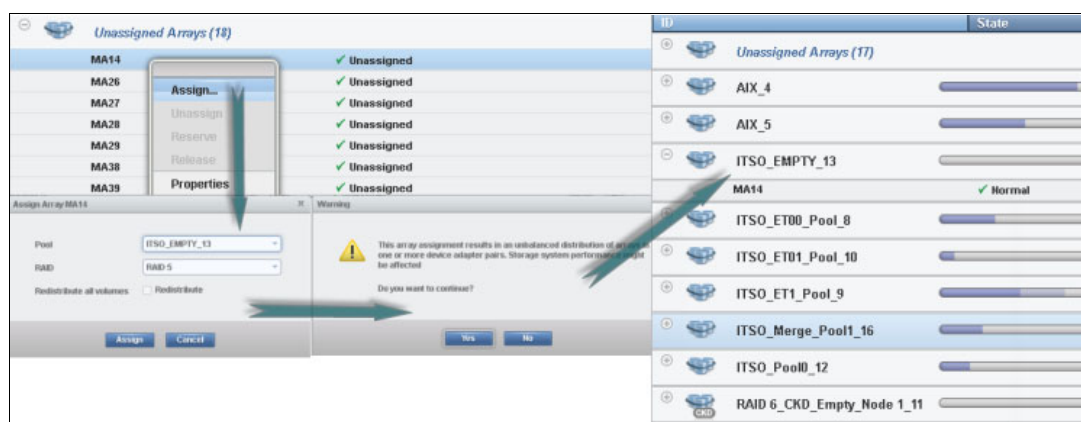 Unassigned Arrays (18)
MA14 Unassigned
MA26 Unassigned
MA27 Unassigned
MA28 Unassigned
MA29 Unassigned
MA38 Unassigned
MA39 Unassigned
Assign...
Unassign
Reserve
Release
Properties
Assign Array MA14 x
Pool ITSO_EMPTY_13
RAID RAID 5
Redistribute all volumes Redistribute
Assign Cancel
Warning
This array assignment results in an unbalanced distribution of arrays in
one or more device adapter pairs. Storage system performance might
be affected
Do you want to continue?
Yes No
ID State
Unassigned Arrays (17)
AIX_4
AIX_5
ITSO_EMPTY_13
MA14 Normal
ITSO_ET00_Pool_8
ITSO_ET01_Pool_10
ITSO_ET1_Pool_9
ITSO_Merge_Pool1_16
ITSO_Pool0_12
RAID 6_CKD_Empty_Node 1_11
CKD